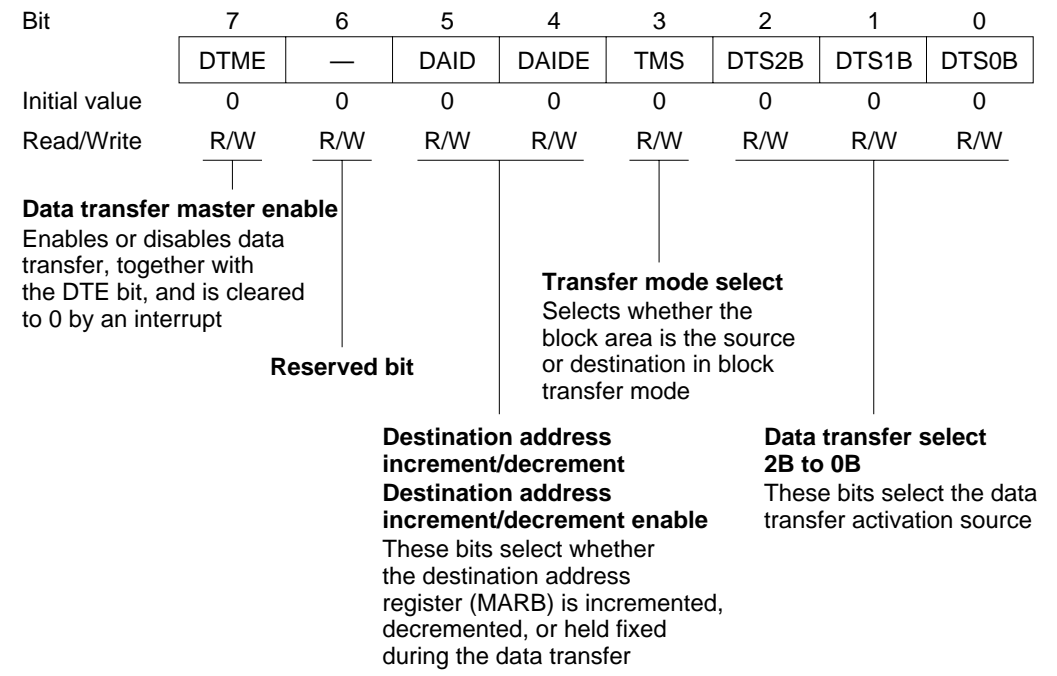 Bit 7 6 5 4 3 2 1 0
DTME — DAID DAIDE TMS DTS2B DTS1B DTS0B
Initial value 0 0 0 0 0 0 0 0
Read/Write R/W R/W R/W R/W R/W R/W R/W R/W
Data transfer master enable
Enables or disables data
transfer, together with
the DTE bit, and is cleared
to 0 by an interrupt
Reserved bit
Destination address
increment/decrement
Destination address
increment/decrement enable
These bits select whether
the destination address
register (MARB) is incremented,
decremented, or held fixed
during the data transfer
Transfer mode select
Selects whether the
block area is the source
or destination in block
transfer mode
Data transfer select
2B to 0B
These bits select the data
transfer activation source